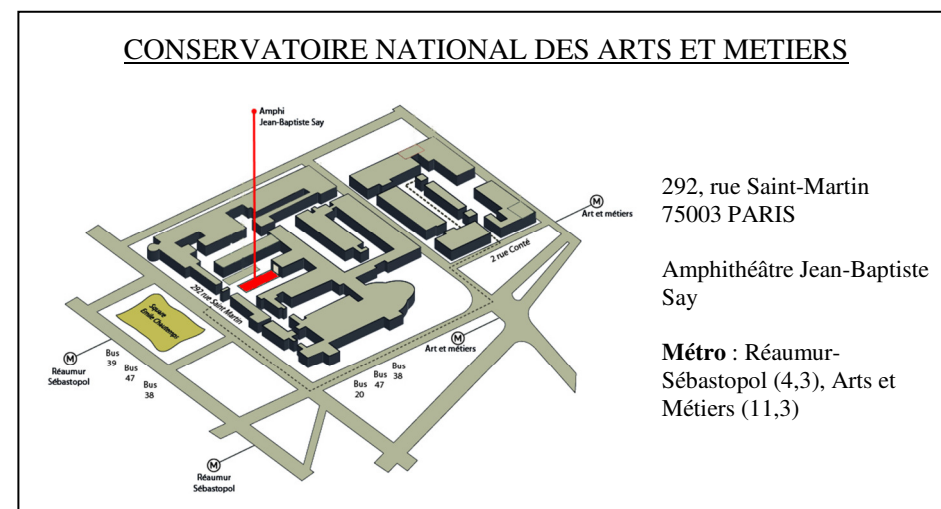 CONSERVATOIRE NATIONAL DES ARTS ET METIERS
Amphi
Jean-Baptiste Say
M
Art et métiers
2 rue Conté
292 rue Saint Martin
Square
Emile Chautemps
M
Réaumur
Sébastopol
Bus
39
Bus
47
Bus
38
M
Art et métiers
Bus
38
Bus
47
Bus
20
M
Réaumur
Sébastopol
292, rue Saint-Martin
75003 PARIS
Amphithéâtre Jean-Baptiste
Say
Métro : Réaumur-
Sébastopol (4,3), Arts et
Métiers (11,3)